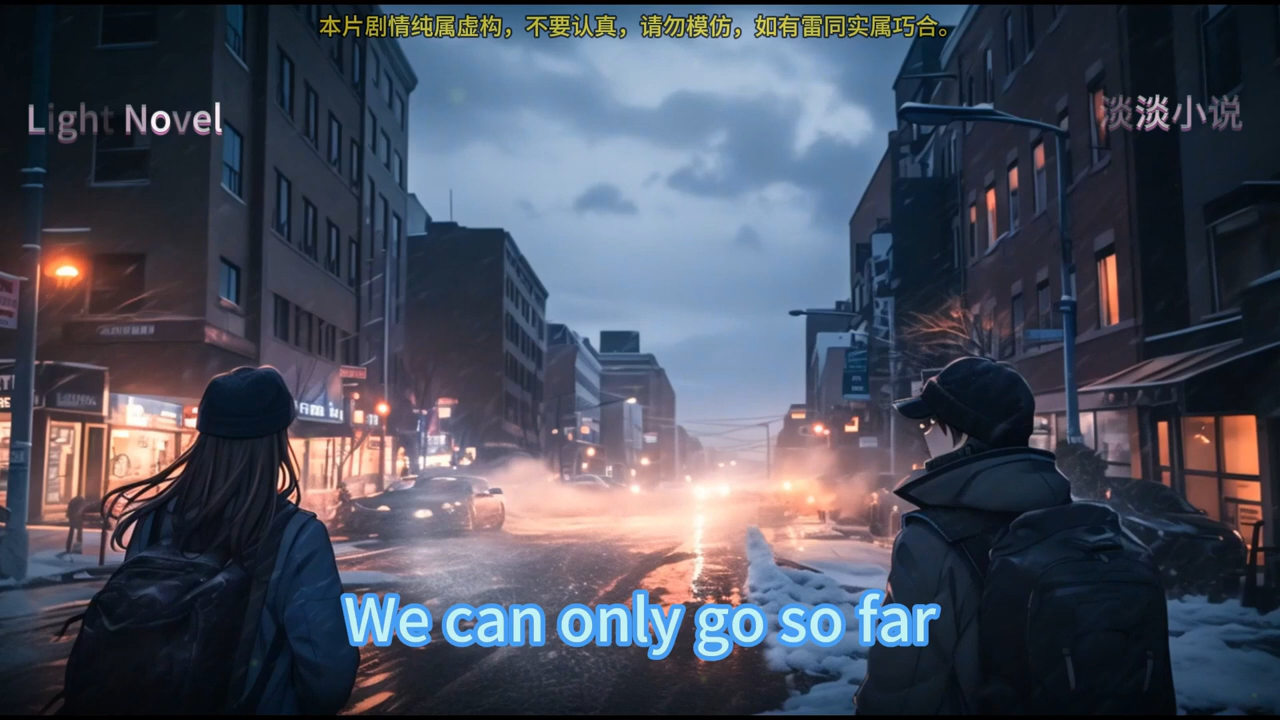 本片剧情纯属虚构，不要认真，请勿模仿，如有雷同实属巧合。
Light Novel
淡淡小说
We can only go so far